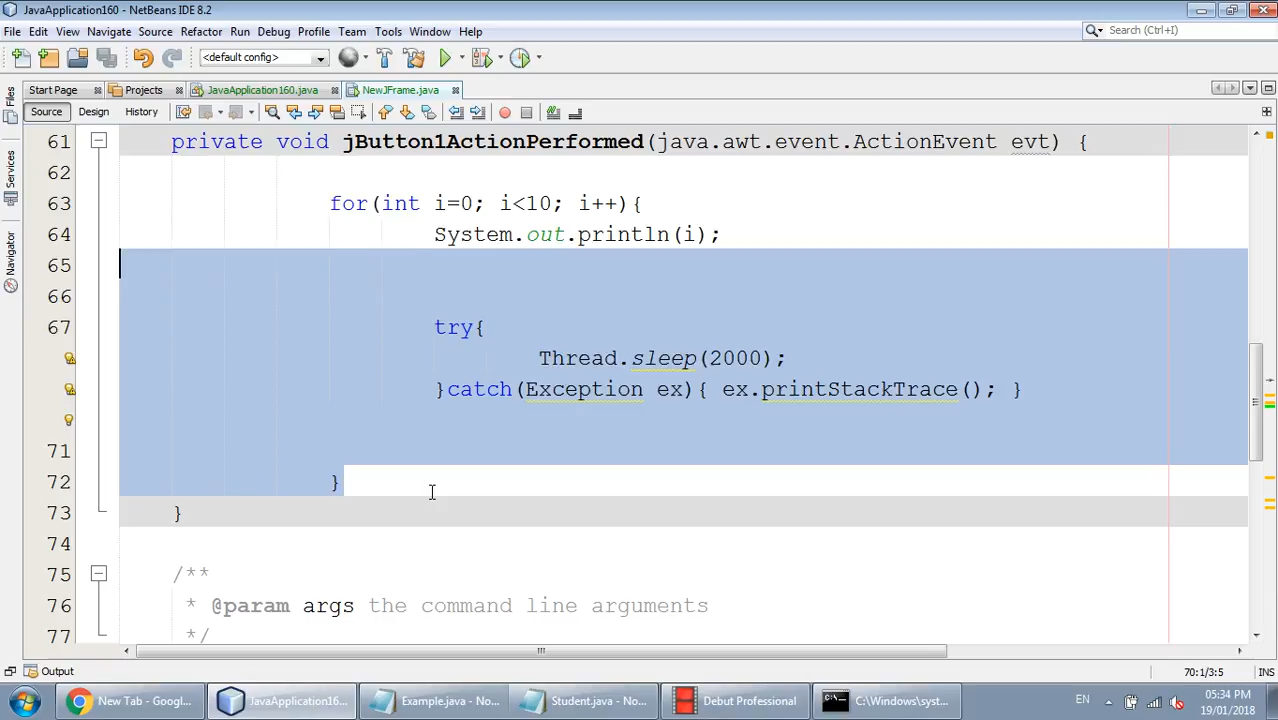 JavaApplication160 - NetBeans IDE 8.2
File Edit View Navigate Source Refactor Run Debug Profile Team Tools Window Help
Search (Ctrl+I)
<default config>
Start Page Projects JavaApplication160.java NewJFrame.java
Source Design History
Files
Services
Navigator
61 private void jButton1ActionPerformed(java.awt.event.ActionEvent evt) {
62
63 for(int i=0; i<10; i++){
64 System.out.println(i);
65
66
67 try{
Thread.sleep(2000);
}catch(Exception ex){ ex.printStackTrace(); }
71
72 }
73 }
74
75 /**
76 * @param args the command line arguments
77 */
Output
70:1/3:5 INS
New Tab - Googl... JavaApplication16... Example.java - No... Student.java - No... Debut Professional C:\Windows\syst... EN 05:34 PM
19/01/2018